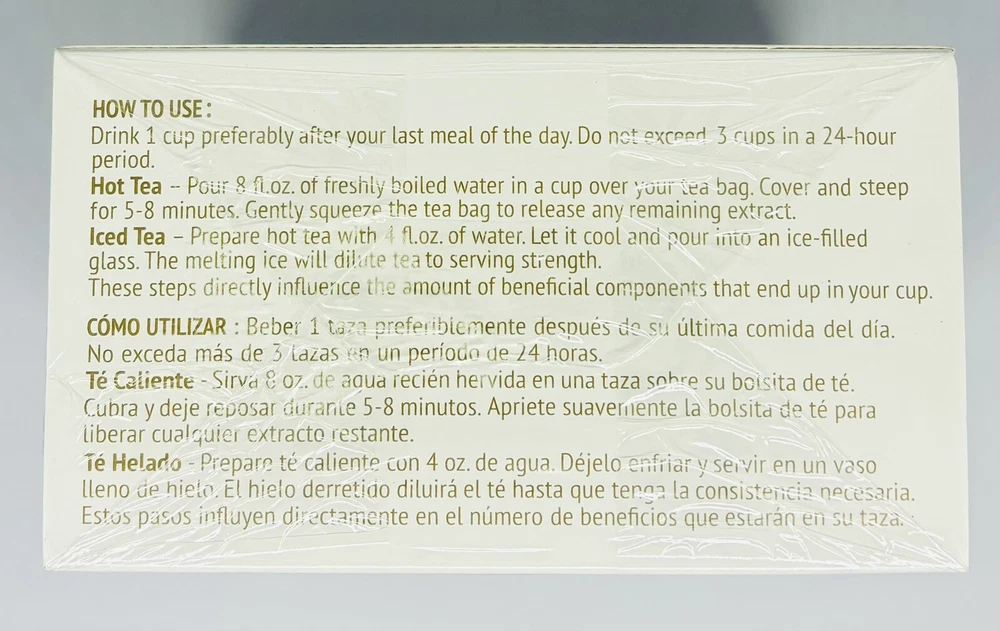 HOW TO USE:
Drink 1 cup preferably after your last meal of the day. Do not exceed 3 cups in a 24-hour
period.
Hot Tea – Pour 8 fl.oz. of freshly boiled water in a cup over your tea bag. Cover and steep
for 5-8 minutes. Gently squeeze the tea bag to release any remaining extract.
Iced Tea – Prepare hot tea with 4 fl.oz. of water. Let it cool and pour into an ice-filled
glass. The melting ice will dilute tea to serving strength.
These steps directly influence the amount of beneficial components that end up in your cup.
CÓMO UTILIZAR : Beber 1 taza preferiblemente después de su última comida del día.
No exceda más de 3 tazas en un período de 24 horas.
Té Caliente - Sirva 8 oz. de agua recién hervida en una taza sobre su bolsita de té.
Cubra y deje reposar durante 5-8 minutos. Apriete suavemente la bolsita de té para
liberar cualquier extracto restante.
Té Helado - Prepare té caliente con 4 oz. de agua. Déjelo enfriar y servir en un vaso
lleno de hielo. El hielo derretido diluirá el té hasta que tenga la consistencia necesaria.
Estos pasos influyen directamente en el número de beneficios que estarán en su taza.